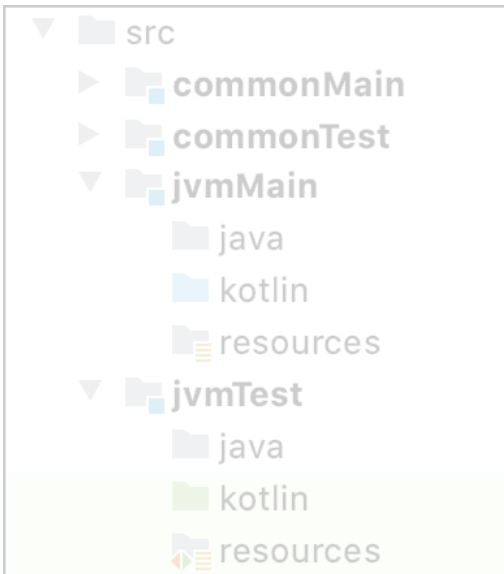 src
commonMain
commonTest
jvmMain
java
kotlin
resources
jvmTest
java
kotlin
resources